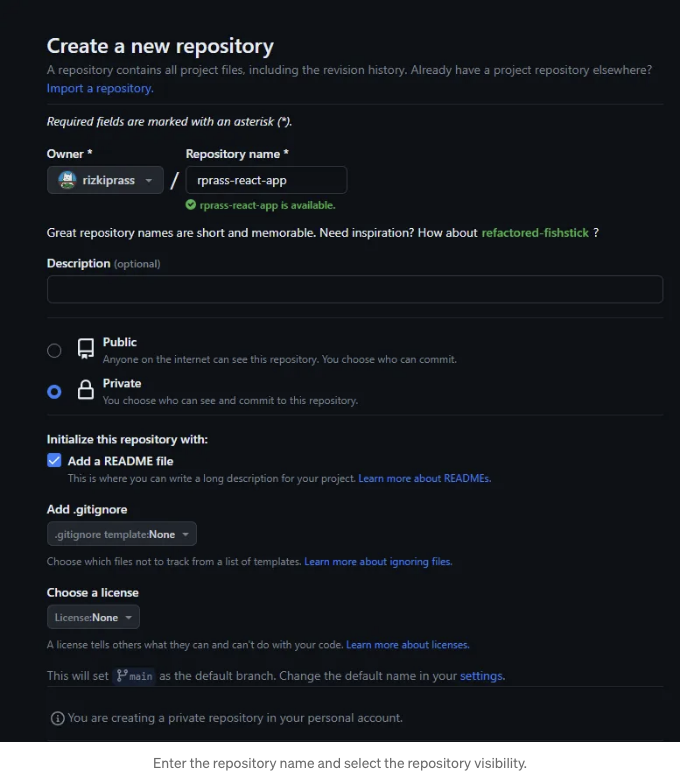 Create a new repository
A repository contains all project files, including the revision history. Already have a project repository elsewhere?
Import a repository.
Required fields are marked with an asterisk (*).
Owner * Repository name *
rizkiprass / rprass-react-app
rprass-react-app is available.
Great repository names are short and memorable. Need inspiration? How about refactored-fishstick ?
Description (optional)
Public
Anyone on the internet can see this repository. You choose who can commit.
Private
You choose who can see and commit to this repository.
Initialize this repository with:
Add a README file
This is where you can write a long description for your project. Learn more about READMEs.
Add .gitignore
.gitignore template:None
Choose which files not to track from a list of templates. Learn more about ignoring files.
Choose a license
License:None
A license tells others what they can and can't do with your code. Learn more about licenses.
This will set main as the default branch. Change the default name in your settings.
You are creating a private repository in your personal account.
Enter the repository name and select the repository visibility.